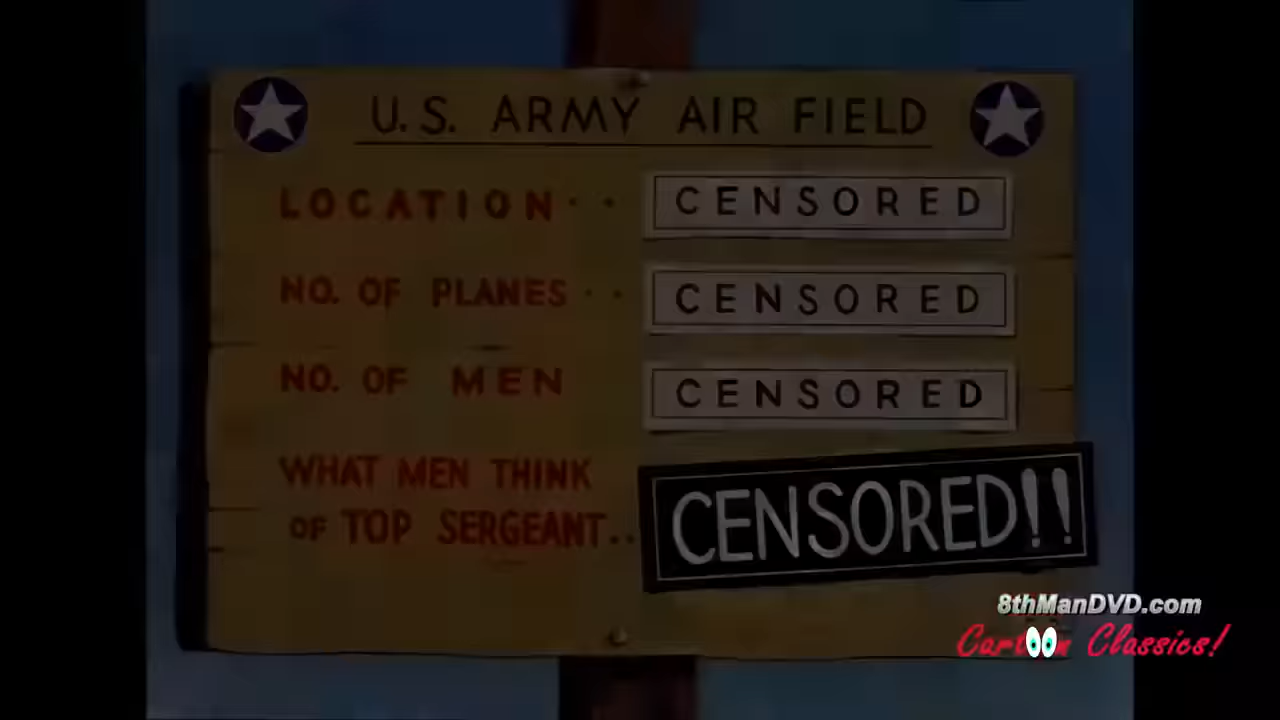 U.S. ARMY AIR FIELD
LOCATION.. CENSORED
NO. OF PLANES.. CENSORED
NO. OF MEN CENSORED
WHAT MEN THINK
OF TOP SERGEANT.. CENSORED!!
8thManDVD.com
Cartoon Classics!